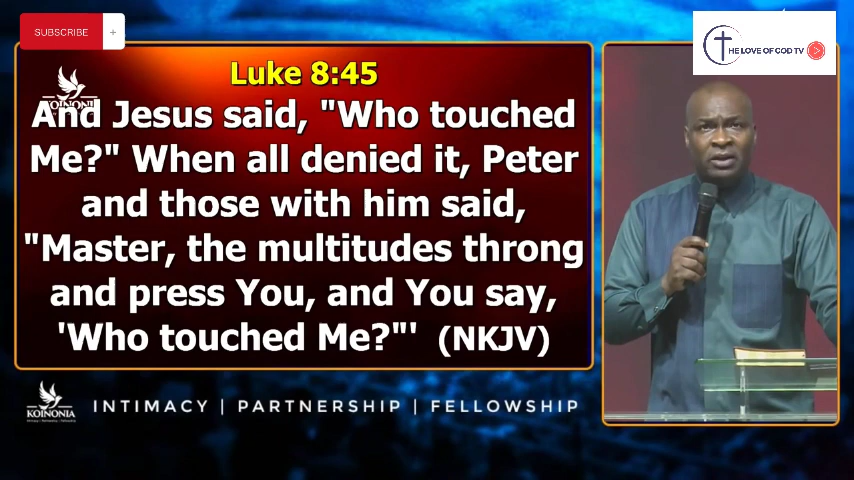 SUBSCRIBE +
THE LOVE OF GOD TV
Luke 8:45
KOINONIA
And Jesus said, "Who touched
Me?" When all denied it, Peter
and those with him said,
"Master, the multitudes throng
and press You, and You say,
'Who touched Me?"' (NKJV)
KOINONIA
INTIMACY | PARTNERSHIP | FELLOWSHIP